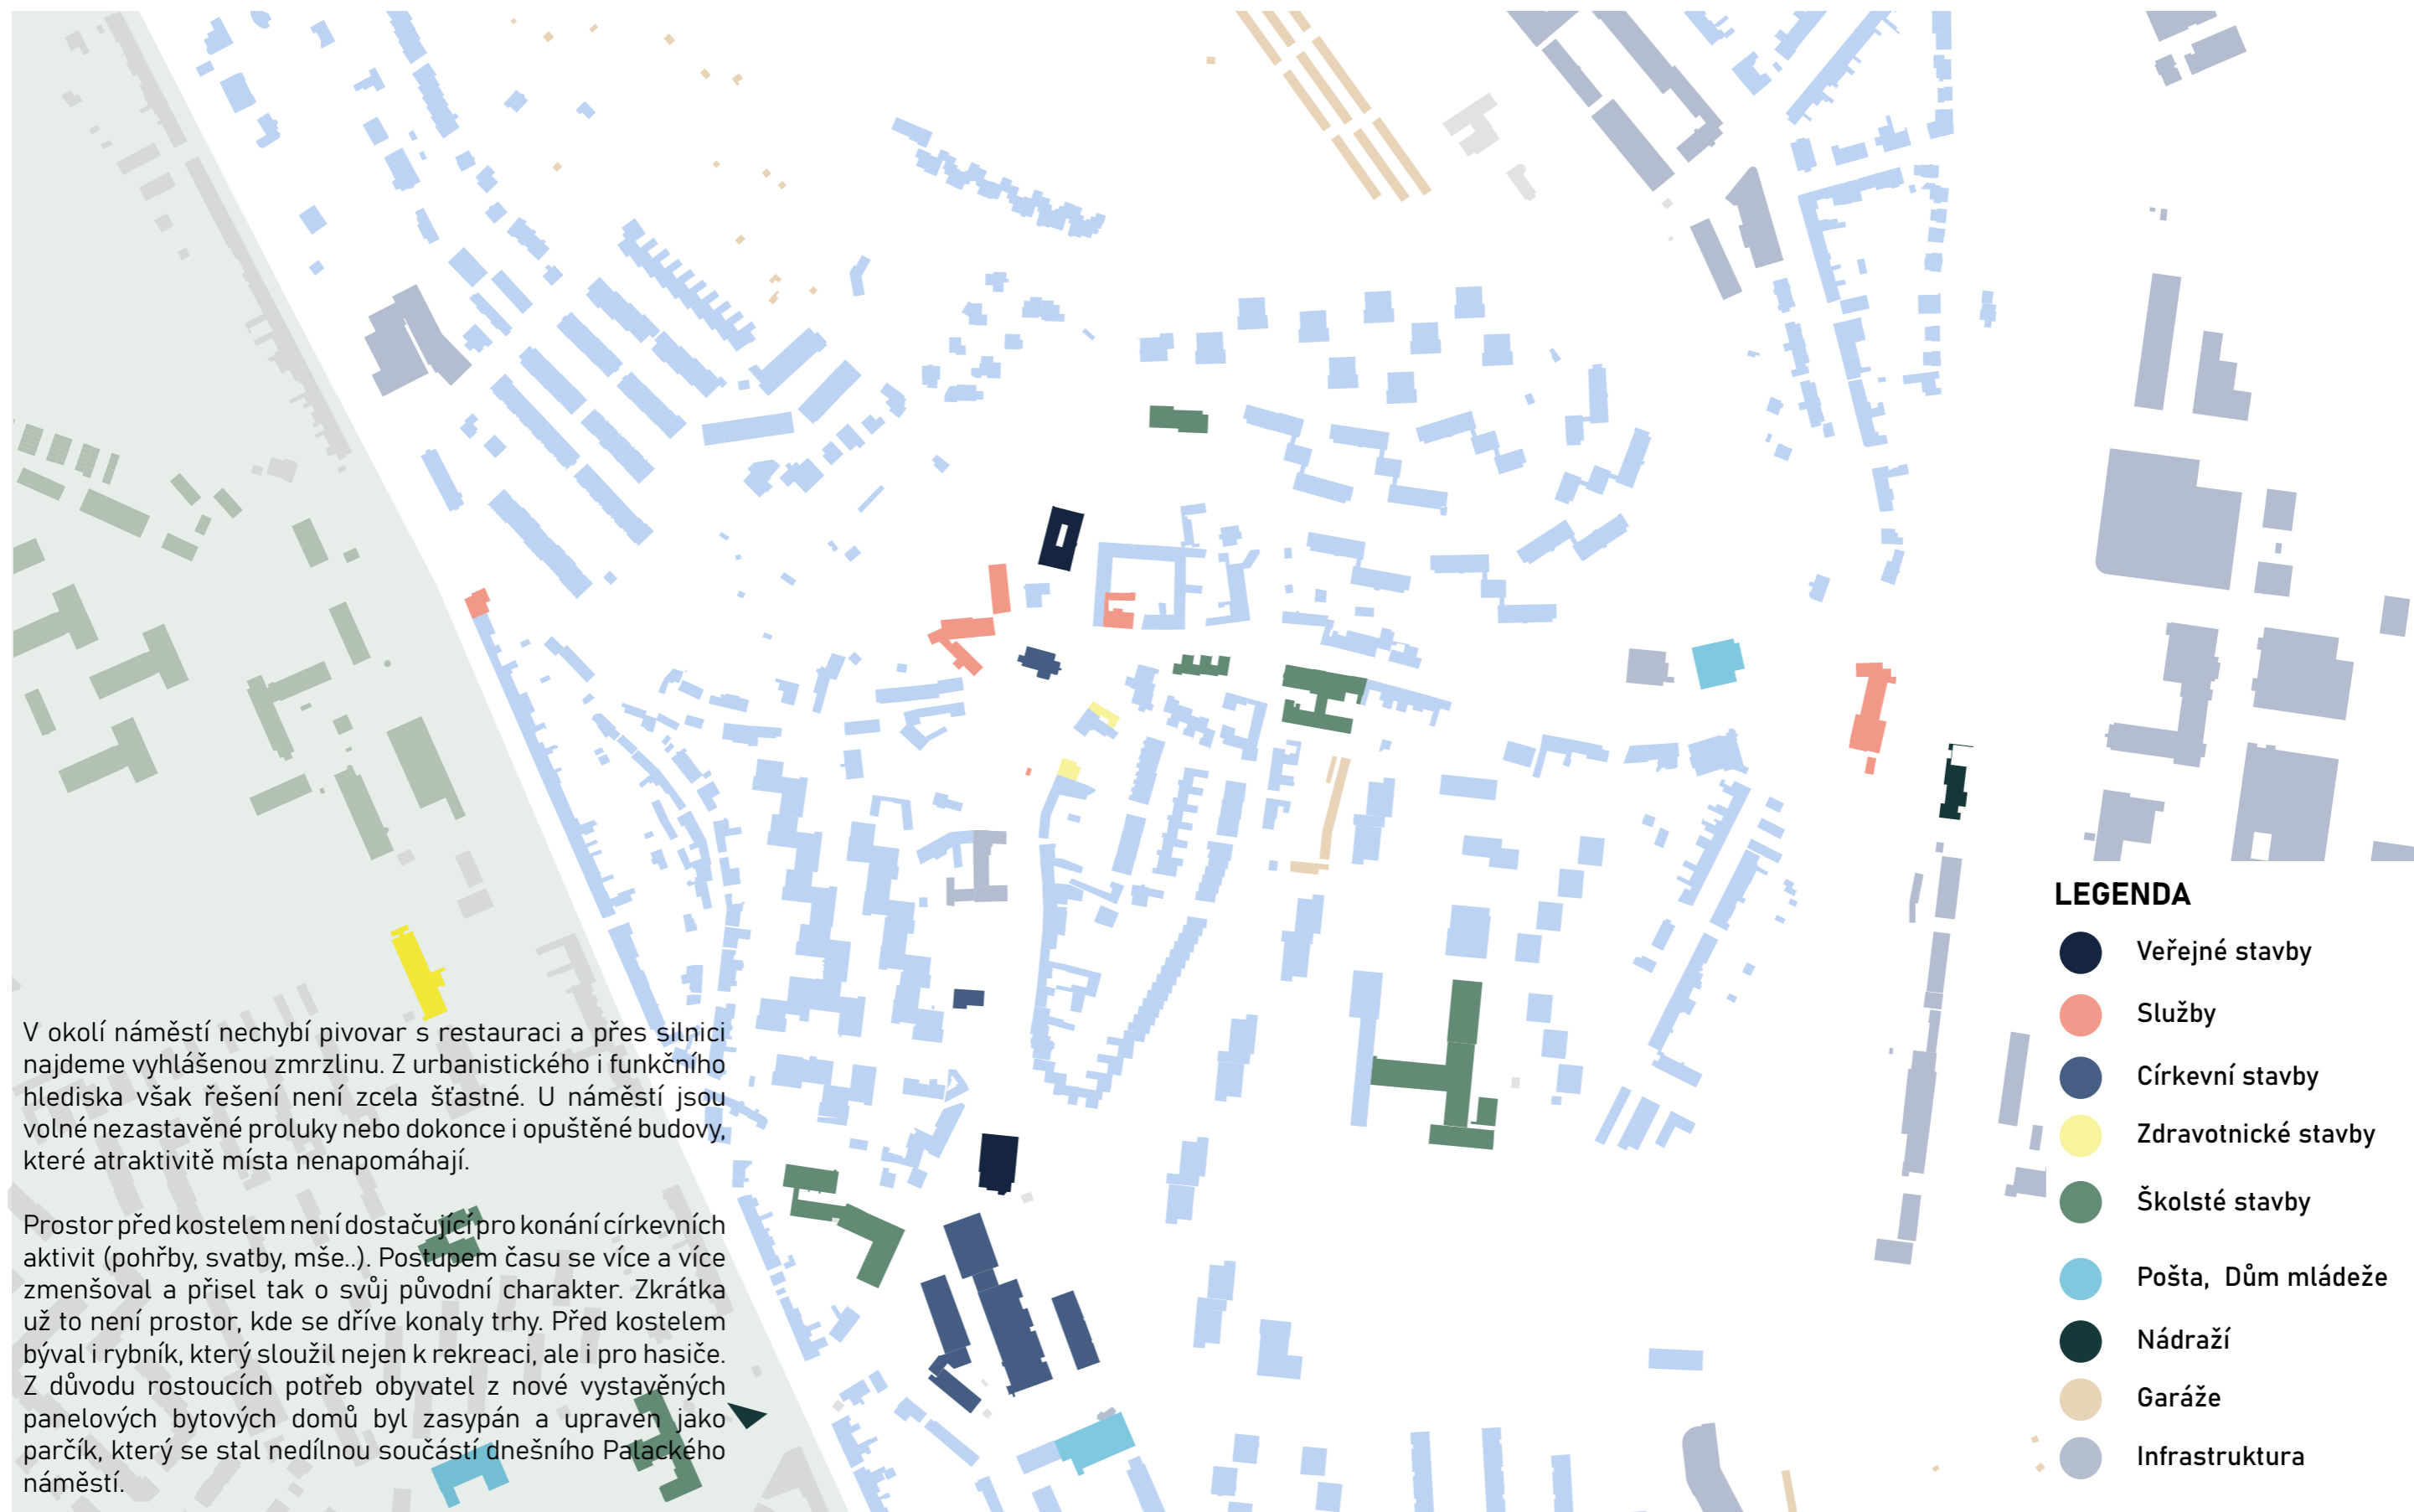 V okolí náměstí nechybí pivovar s restaurací a přes silnici
najdeme vyhlášenou zmrzlinu. Z urbanistického i funkčního
hlediska však řešení není zcela šťastné. U náměstí jsou
volné nezastavěné proluky nebo dokonce i opuštěné budovy,
které atraktivitě místa nenapomáhají.
Prostor před kostelem není dostačující pro konání církevních
aktivit (pohřby, svatby, mše..). Postupem času se více a více
zmenšoval a přisel tak o svůj původní charakter. Zkrátka
už to není prostor, kde se dříve konaly trhy. Před kostelem
býval i rybník, který sloužil nejen k rekreaci, ale i pro hasiče.
Z důvodu rostoucích potřeb obyvatel z nové vystavěných
panelových bytových domů byl zasypán a upraven jako
parčík, který se stal nedílnou součástí dnešního Palackého
náměstí.
LEGENDA
Veřejné stavby
Služby
Církevní stavby
Zdravotnické stavby
Školsté stavby
Pošta, Dům mládeže
Nádraží
Garáže
Infrastruktura